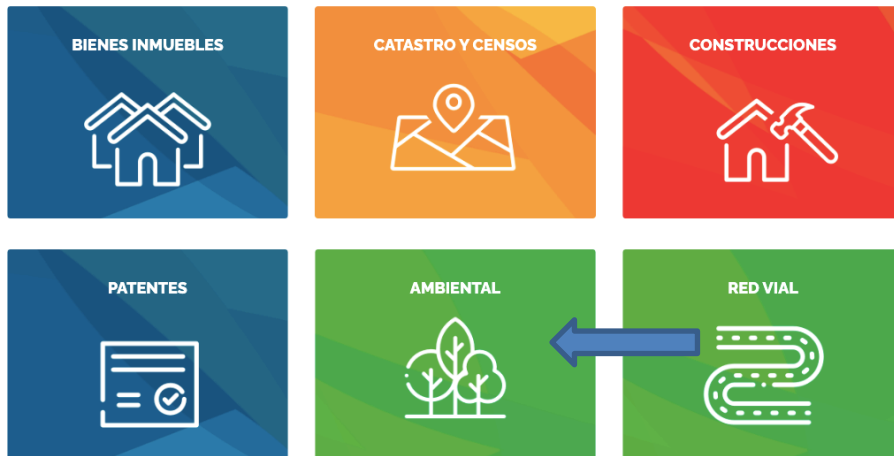 BIENES INMUEBLES
CATASTRO Y CENSOS
CONSTRUCCIONES
PATENTES
AMBIENTAL
RED VIAL